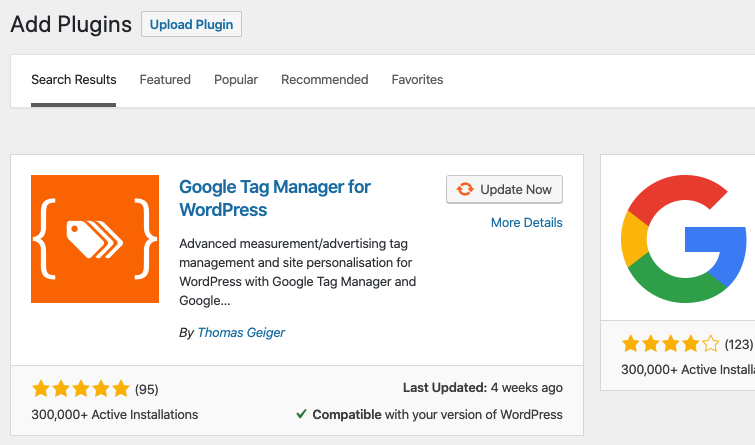 Add Plugins Upload Plugin
Search Results Featured Popular Recommended Favorites
Google Tag Manager for
WordPress
Update Now
More Details
Advanced measurement/advertising tag
management and site personalisation for
WordPress with Google Tag Manager and
Google...
By Thomas Geiger
(95)
Last Updated: 4 weeks ago
300,000+ Active Installations
Compatible with your version of WordPress
(123)
300,000+ Active